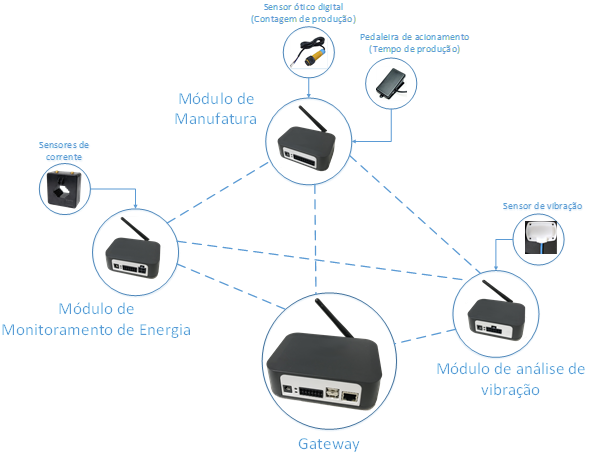 Sensor ótico digital
(Contagem de produção)
Pedaleira de acionamento
(Tempo de produção)
Módulo de
Manufatura
Sensores de
corrente
Sensor de vibração
Módulo de
Monitoramento de Energia
Módulo de análise de
vibração
Gateway